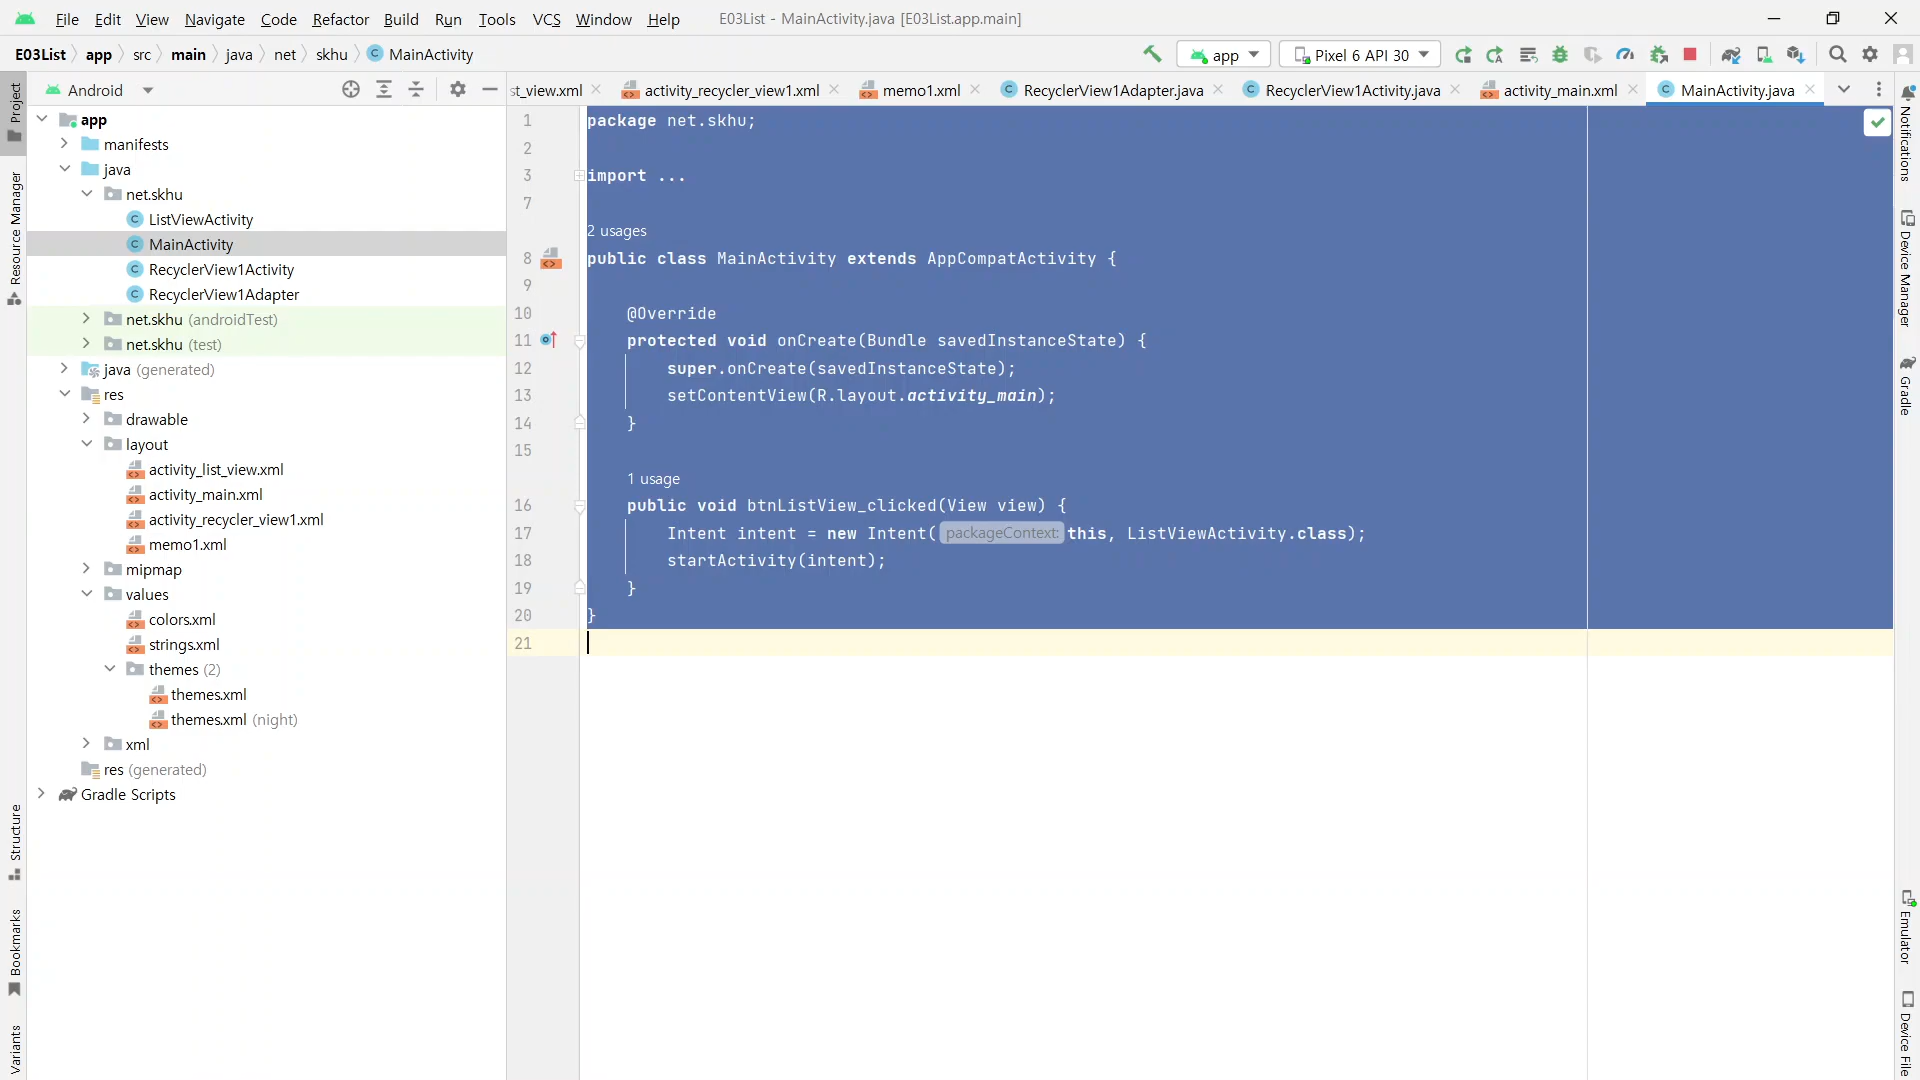 File Edit View Navigate Code Refactor Build Run Tools VCS Window Help E03List - MainActivity.java [E03List.app.main]
E03List app src main java net skhu MainActivity app Pixel 6 API 30
Android
st_view.xml activity_recycler_view1.xml memo1.xml RecyclerView1Adapter.java RecyclerView1Activity.java activity_main.xml MainActivity.java
Project
Resource Manager
Structure
Bookmarks
Variants
app
manifests
java
net.skhu
ListViewActivity
MainActivity
RecyclerView1Activity
RecyclerView1Adapter
net.skhu (androidTest)
net.skhu (test)
java (generated)
res
drawable
layout
activity_list_view.xml
activity_main.xml
activity_recycler_view1.xml
memo1.xml
mipmap
values
colors.xml
strings.xml
themes (2)
themes.xml
themes.xml (night)
xml
res (generated)
Gradle Scripts
1 package net.skhu;
2
3 import ...
7
2 usages
8 public class MainActivity extends AppCompatActivity {
9
10 @Override
11 protected void onCreate(Bundle savedInstanceState) {
12 super.onCreate(savedInstanceState);
13 setContentView(R.layout.activity_main);
14 }
15
1 usage
16 public void btnListView_clicked(View view) {
17 Intent intent = new Intent( packageContext: this, ListViewActivity.class);
18 startActivity(intent);
19 }
20 }
21
Notifications
Device Manager
Gradle
Emulator
Device File